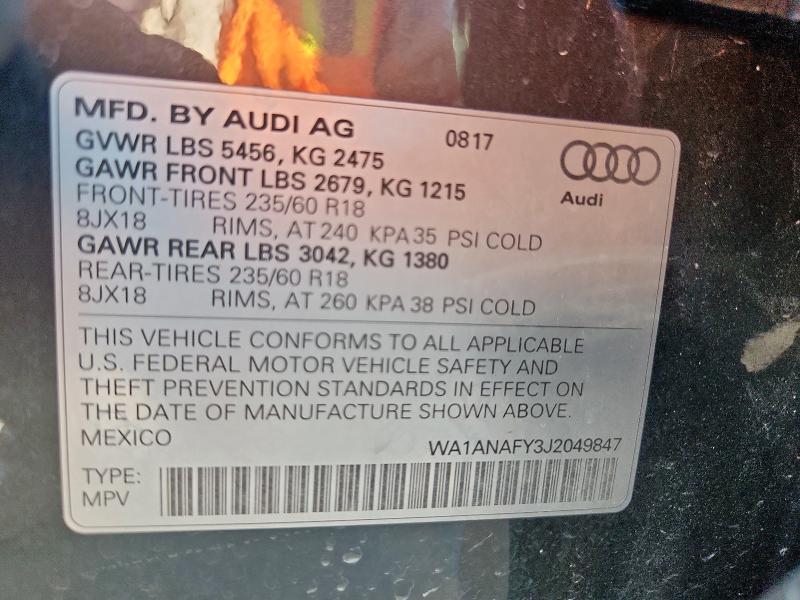 MFD. BY AUDI AG 0817
GVWR LBS 5456, KG 2475
GAWR FRONT LBS 2679, KG 1215
FRONT-TIRES 235/60 R18
8JX18 RIMS, AT 240 KPA 35 PSI COLD
GAWR REAR LBS 3042, KG 1380
REAR-TIRES 235/60 R18
8JX18 RIMS, AT 260 KPA 38 PSI COLD
Audi
THIS VEHICLE CONFORMS TO ALL APPLICABLE
U.S. FEDERAL MOTOR VEHICLE SAFETY AND
THEFT PREVENTION STANDARDS IN EFFECT ON
THE DATE OF MANUFACTURE SHOWN ABOVE.
MEXICO WA1ANAFY3J2049847
TYPE:
MPV